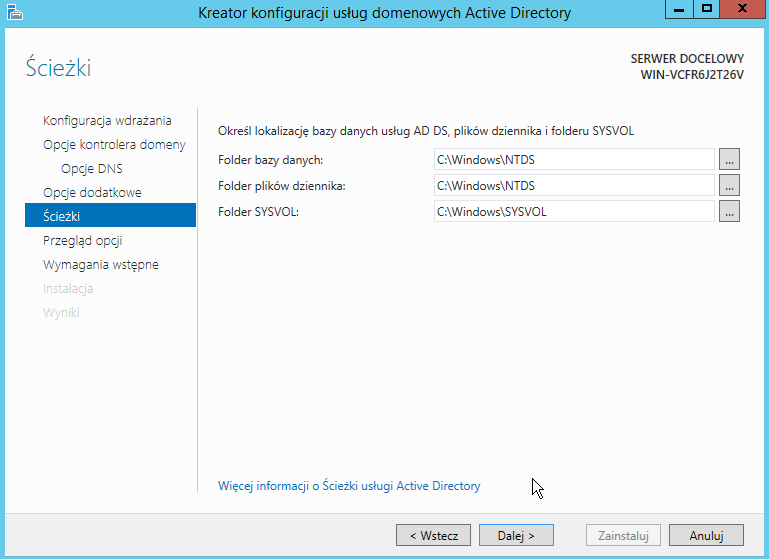 Kreator konfiguracji usług domenowych Active Directory
Ścieżki
SERWER DOCELOWY
WIN-VCFR6J2T26V
Konfiguracja wdrażania
Opcje kontrolera domeny
Opcje DNS
Opcje dodatkowe
Ścieżki
Przegląd opcji
Wymagania wstępne
Instalacja
Wyniki
Określ lokalizację bazy danych usług AD DS, plików dziennika i folderu SYSVOL
Folder bazy danych: C:\Windows\NTDS ...
Folder plików dziennika: C:\Windows\NTDS ...
Folder SYSVOL: C:\Windows\SYSVOL ...
Więcej informacji o Ścieżki usługi Active Directory
< Wstecz Dalej > Zainstaluj Anuluj